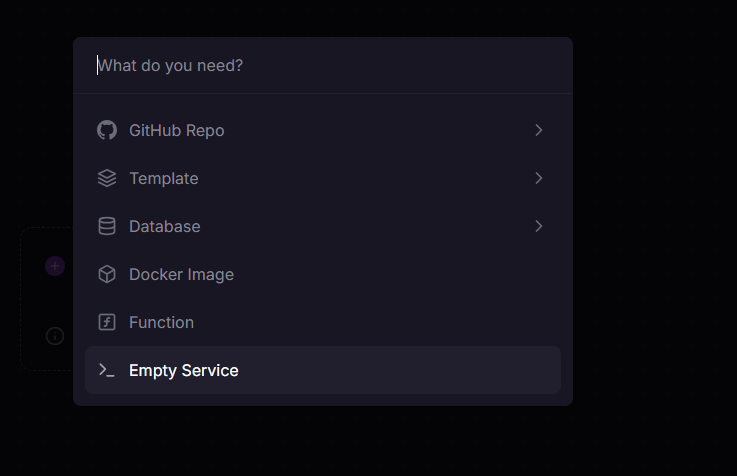 What do you need?
GitHub Repo
Template
Database
Docker Image
Function
Empty Service